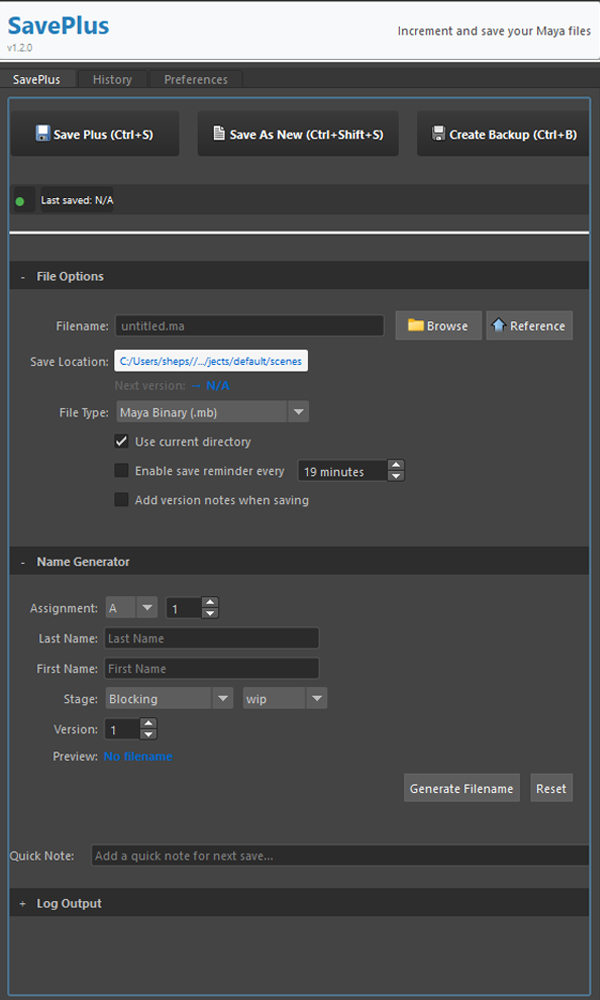 SavePlus
v1.2.0
Increment and save your Maya files
SavePlus History Preferences
Save Plus (Ctrl+S) Save As New (Ctrl+Shift+S) Create Backup (Ctrl+B)
Last saved: N/A
- File Options
Filename: untitled.ma Browse Reference
Save Location: C:/Users/sheps//.../jects/default/scenes
Next version: → N/A
File Type: Maya Binary (.mb)
Use current directory
Enable save reminder every 19 minutes
Add version notes when saving
- Name Generator
Assignment: A 1
Last Name: Last Name
First Name: First Name
Stage: Blocking wip
Version: 1
Preview: No filename
Generate Filename Reset
Quick Note: Add a quick note for next save...
+ Log Output